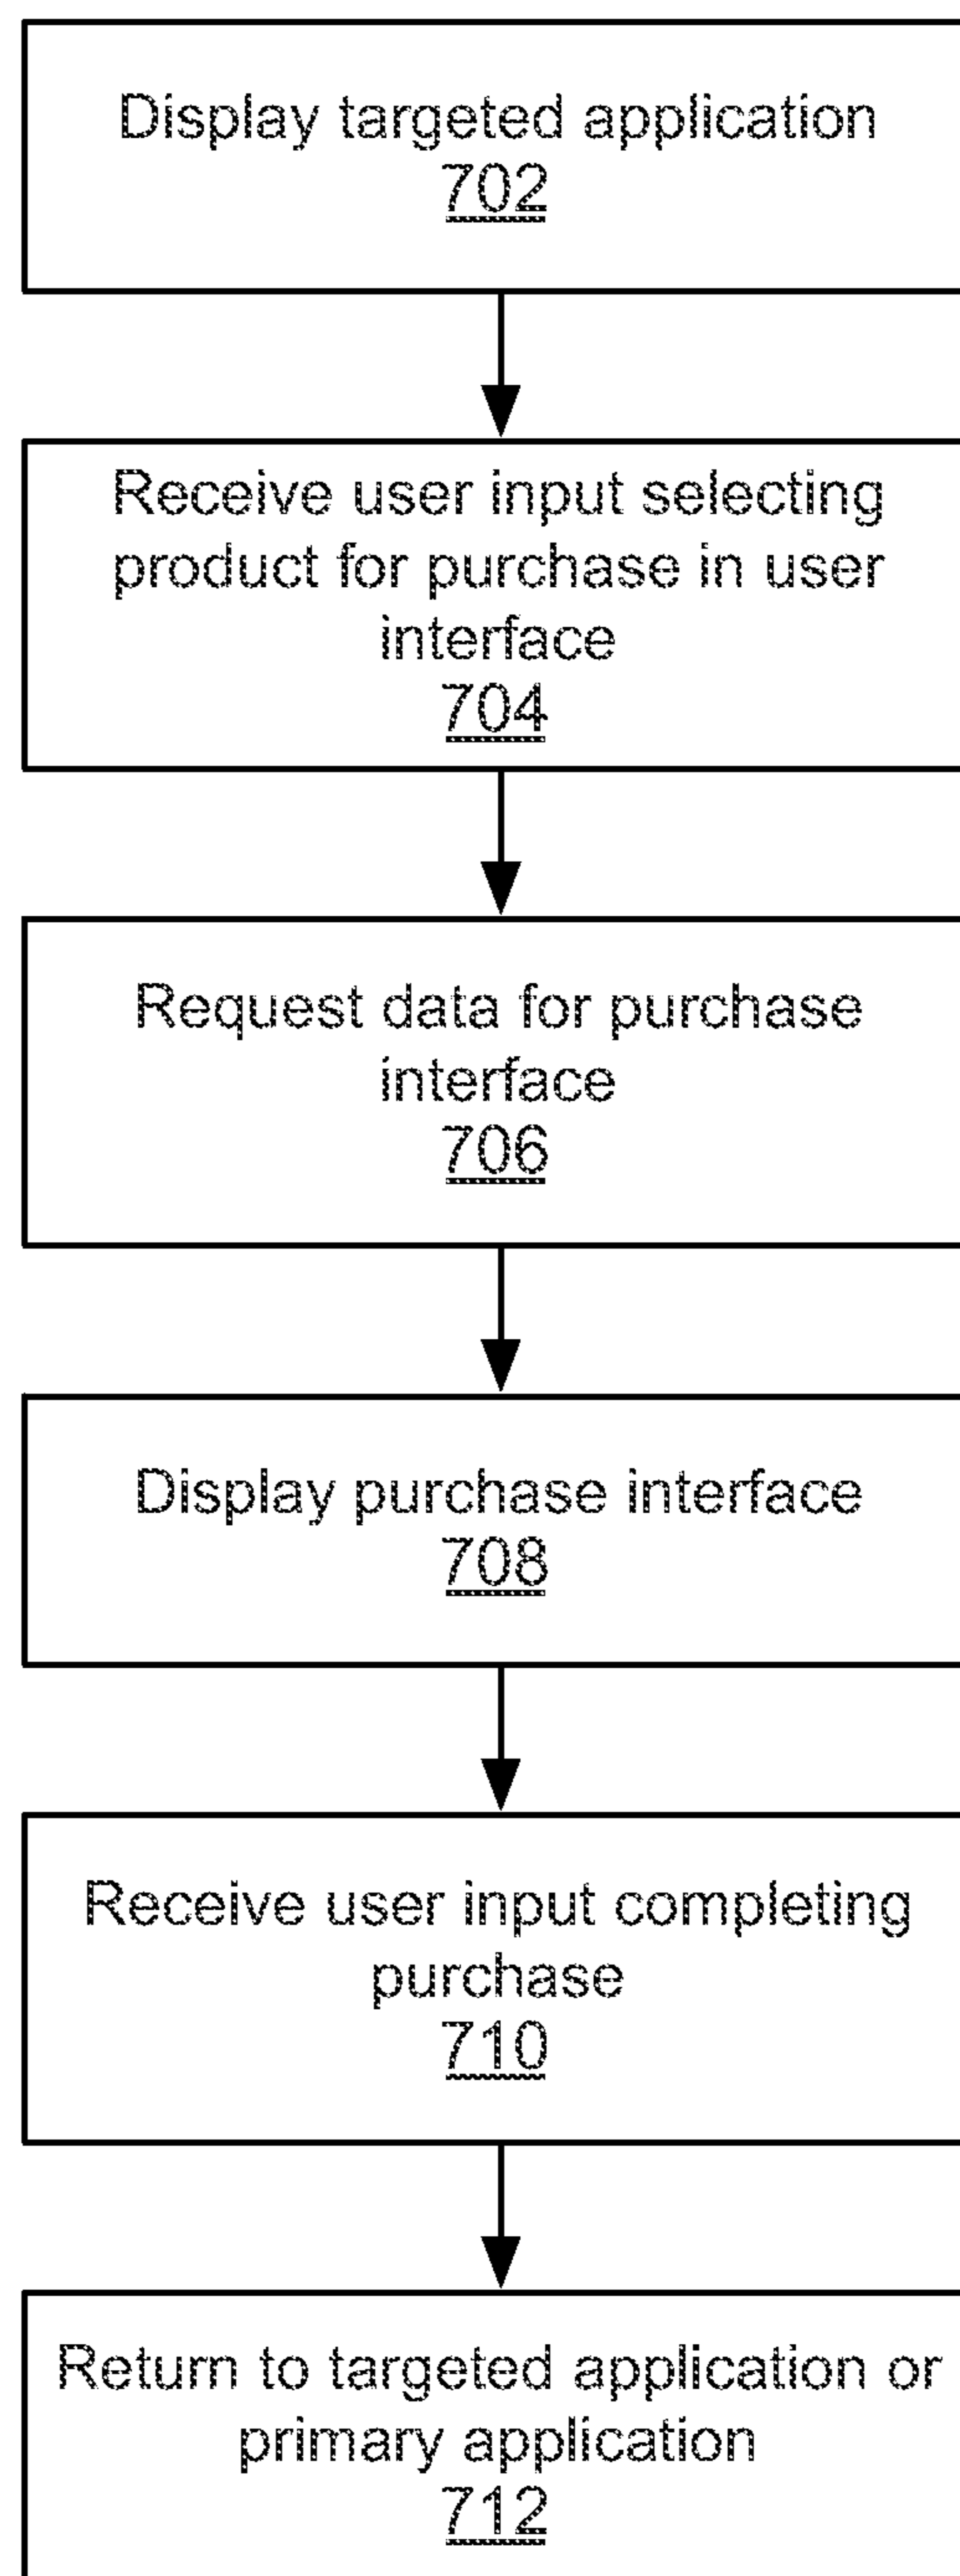 Display targeted application
702
Receive user input selecting
product for purchase in user
interface
704
Request data for purchase
interface
706
Display purchase interface
708
Receive user input completing
purchase
710
Return to targeted application or
primary application
712